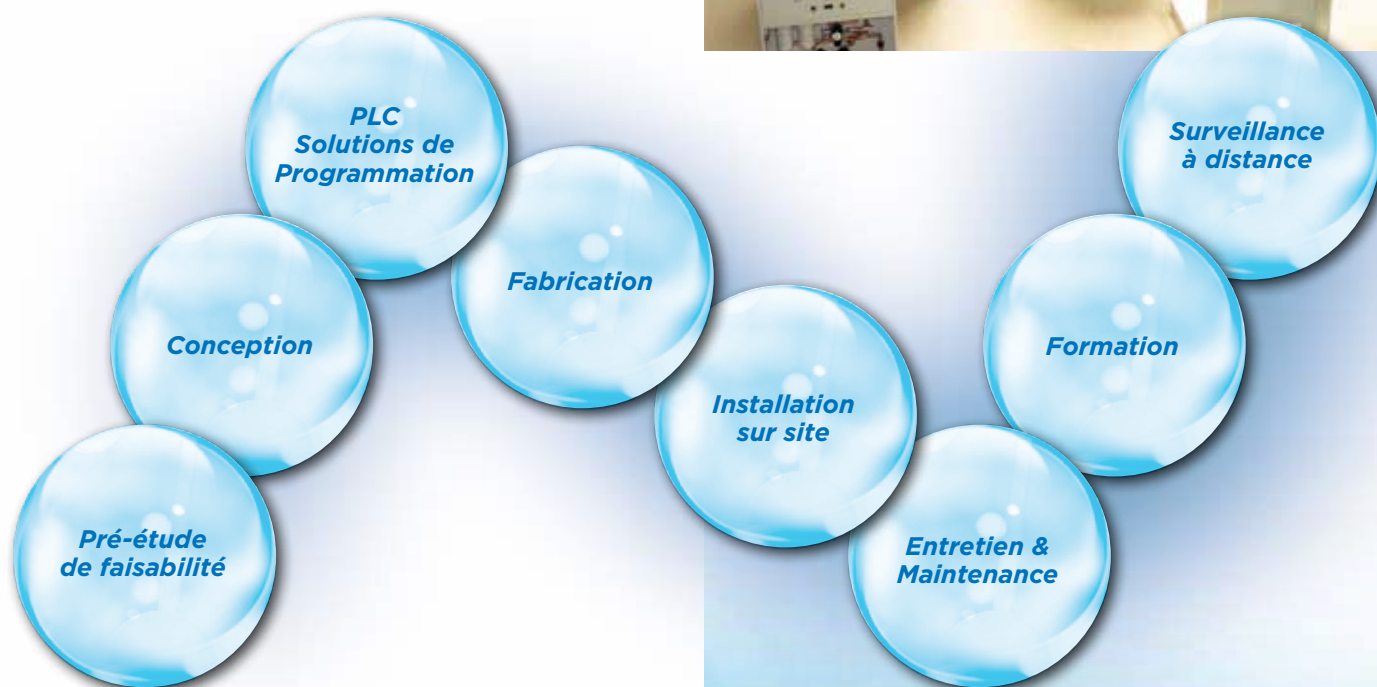 Pré-étude
de faisabilité
Conception
PLC
Solutions de
Programmation
Fabrication
Installation
sur site
Entretien &
Maintenance
Formation
Surveillance
à distance